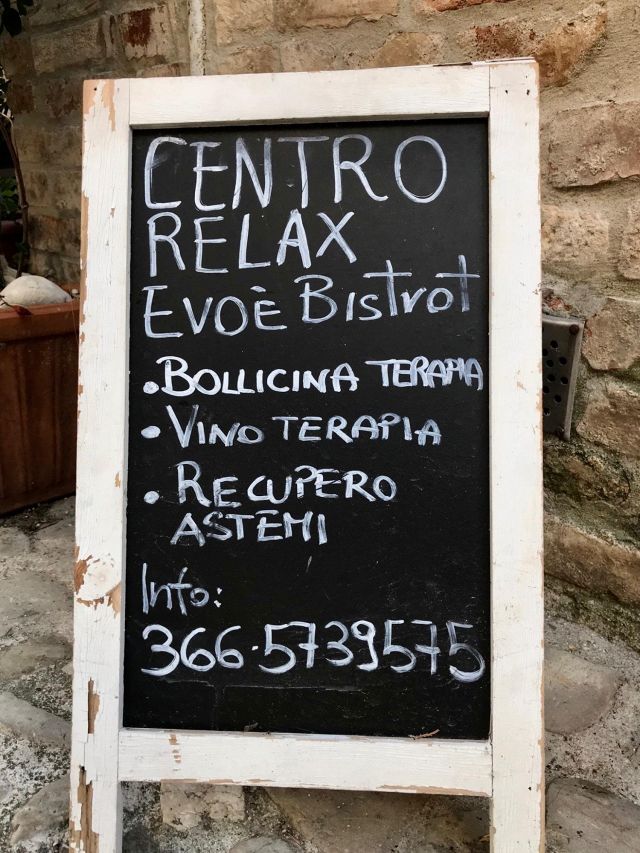 CENTRO
RELAX
EVOÈ BISTROT
• BOLLICINA TERAPIA
• VINO TERAPIA
• RECUPERO
ASTEMI
Info:
366·5739575